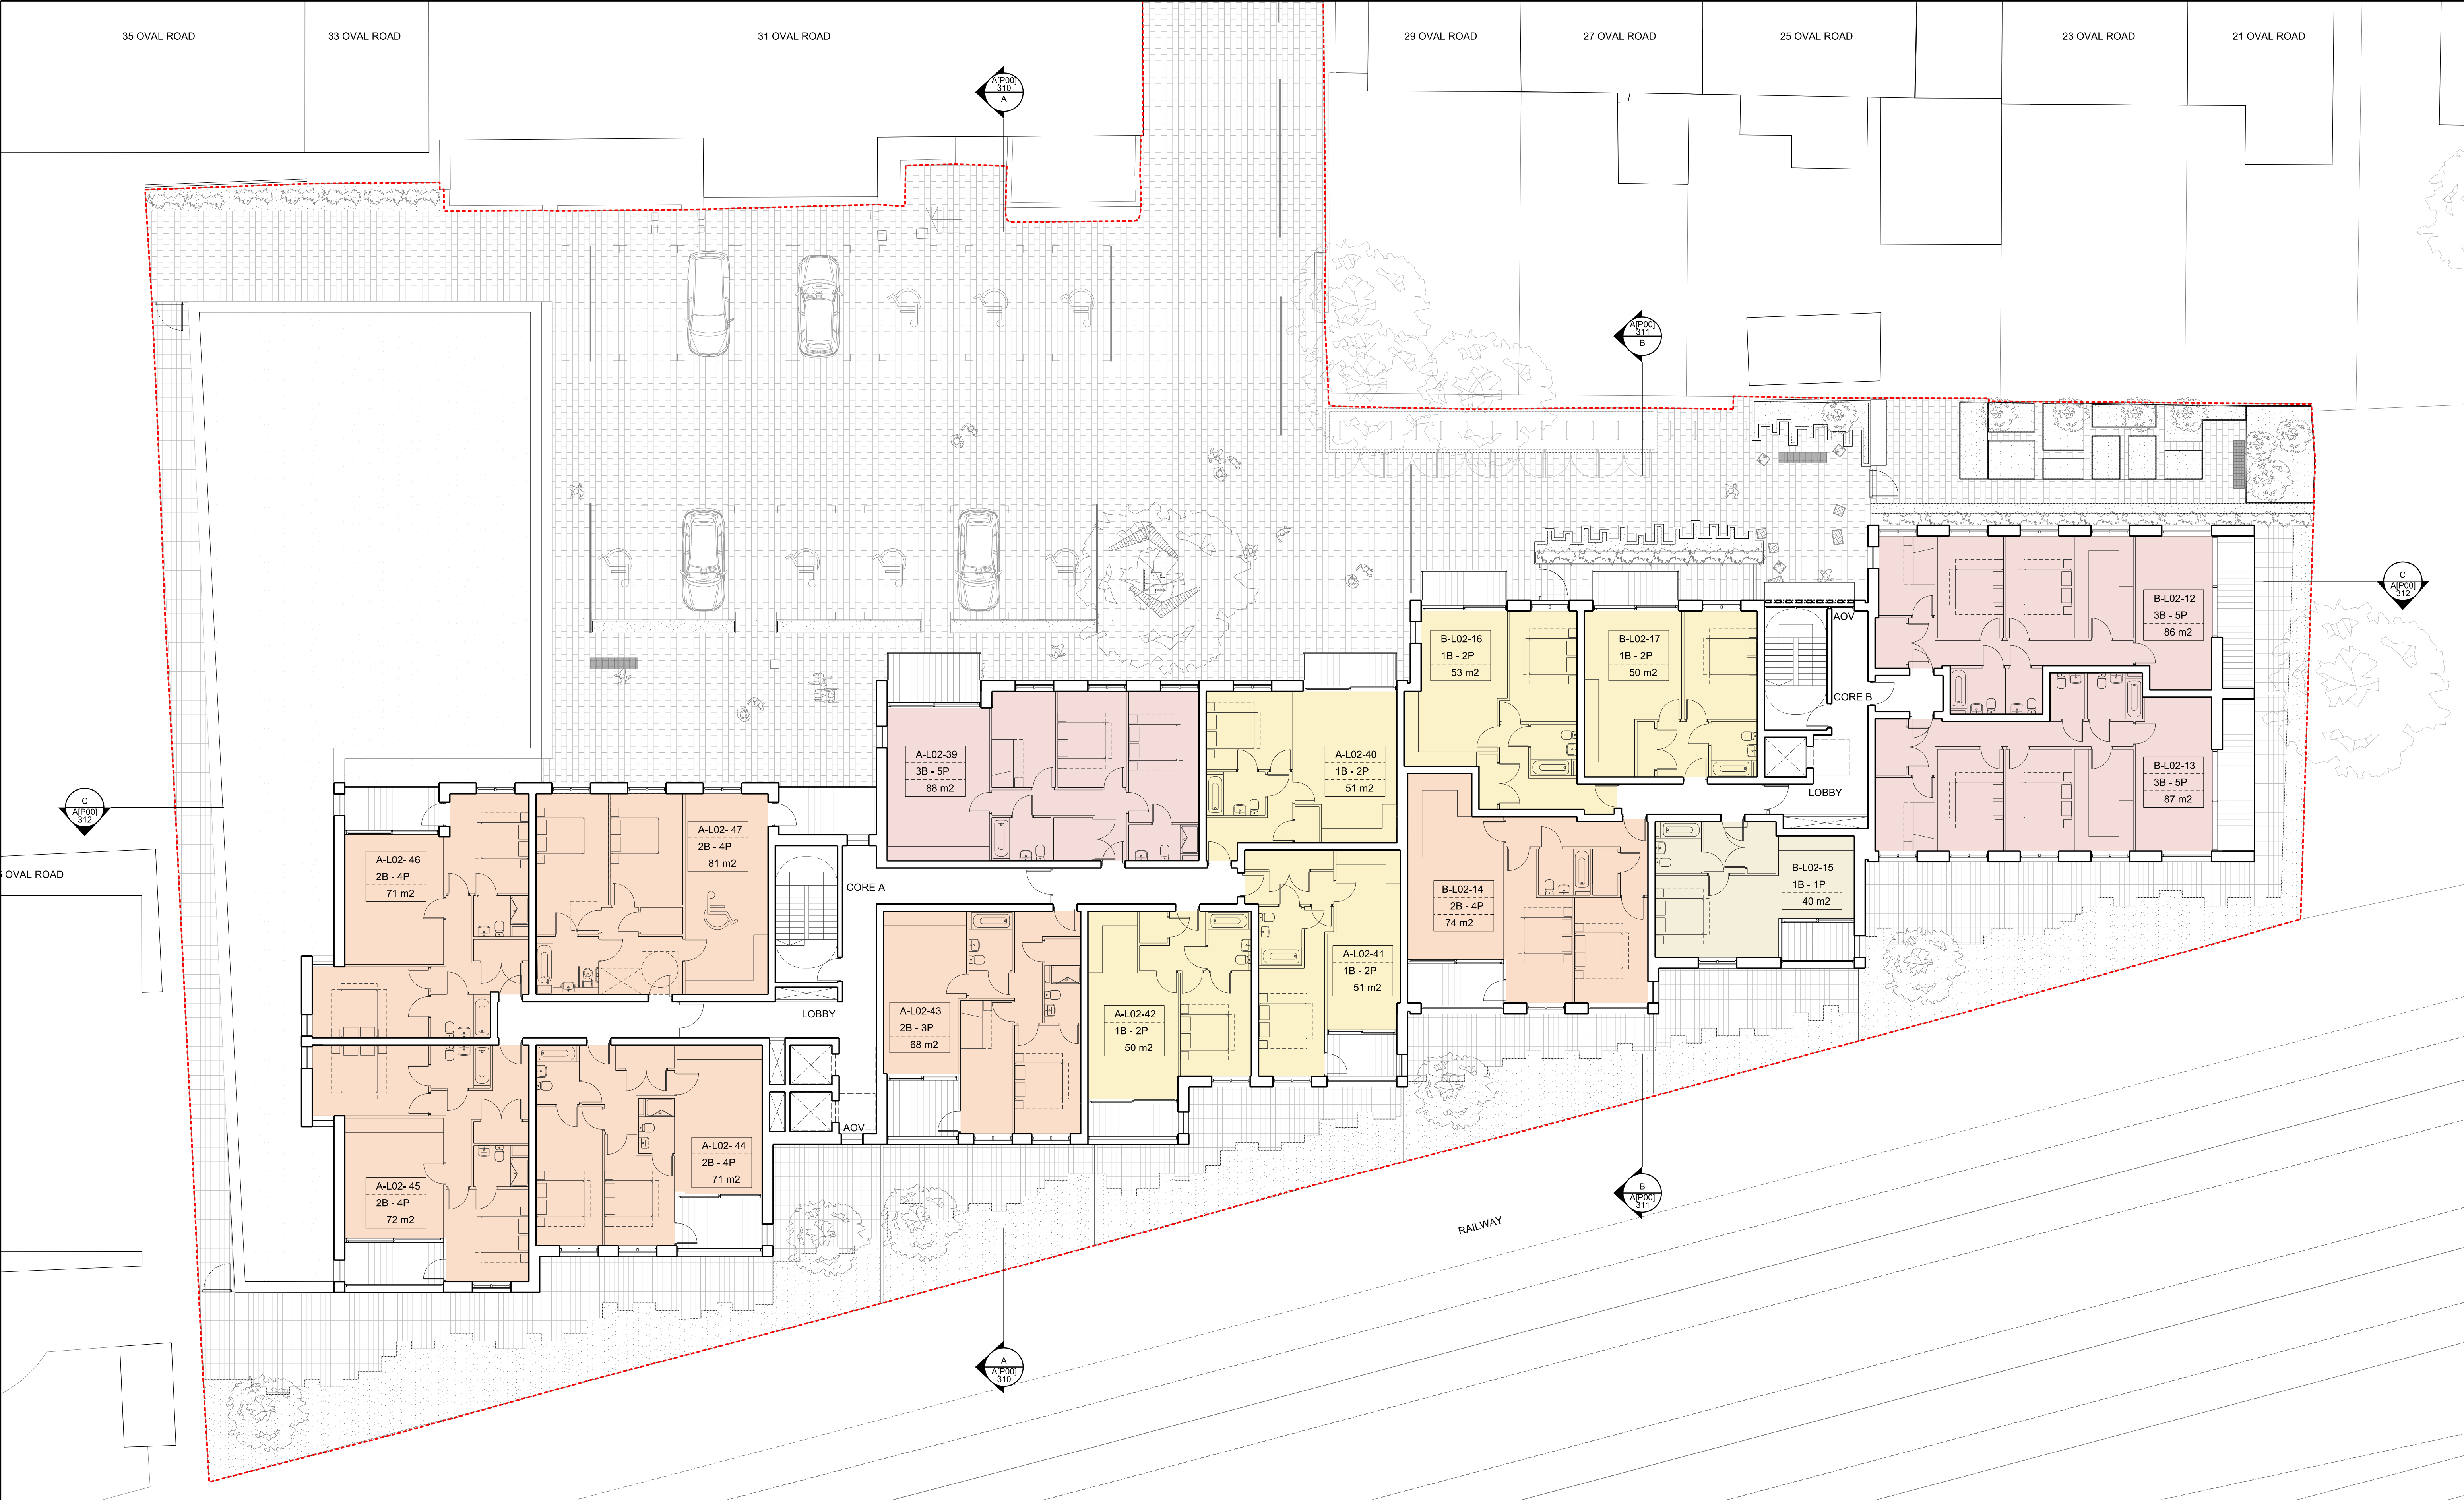 35 OVAL ROAD
33 OVAL ROAD
31 OVAL ROAD
29 OVAL ROAD
27 OVAL ROAD
25 OVAL ROAD
23 OVAL ROAD
21 OVAL ROAD
A[P00]
310
A
A[P00]
311
B
C
A[P00]
312
AOV
B-L02-12
3B - 5P
86 m2
B-L02-16
1B - 2P
53 m2
B-L02-17
1B - 2P
50 m2
CORE B
A-L02-39
3B - 5P
88 m2
A-L02-40
1B - 2P
51 m2
B-L02-13
3B - 5P
87 m2
LOBBY
C
A[P00]
312
OVAL ROAD
A-L02- 46
2B - 4P
71 m2
A-L02- 47
2B - 4P
81 m2
CORE A
B-L02-14
2B - 4P
74 m2
B-L02-15
1B - 1P
40 m2
A-L02-41
1B - 2P
51 m2
LOBBY
A-L02-43
2B - 3P
68 m2
A-L02-42
1B - 2P
50 m2
AOV
A-L02- 44
2B - 4P
71 m2
A-L02- 45
2B - 4P
72 m2
B
A[P00]
311
RAILWAY
A
A[P00]
310